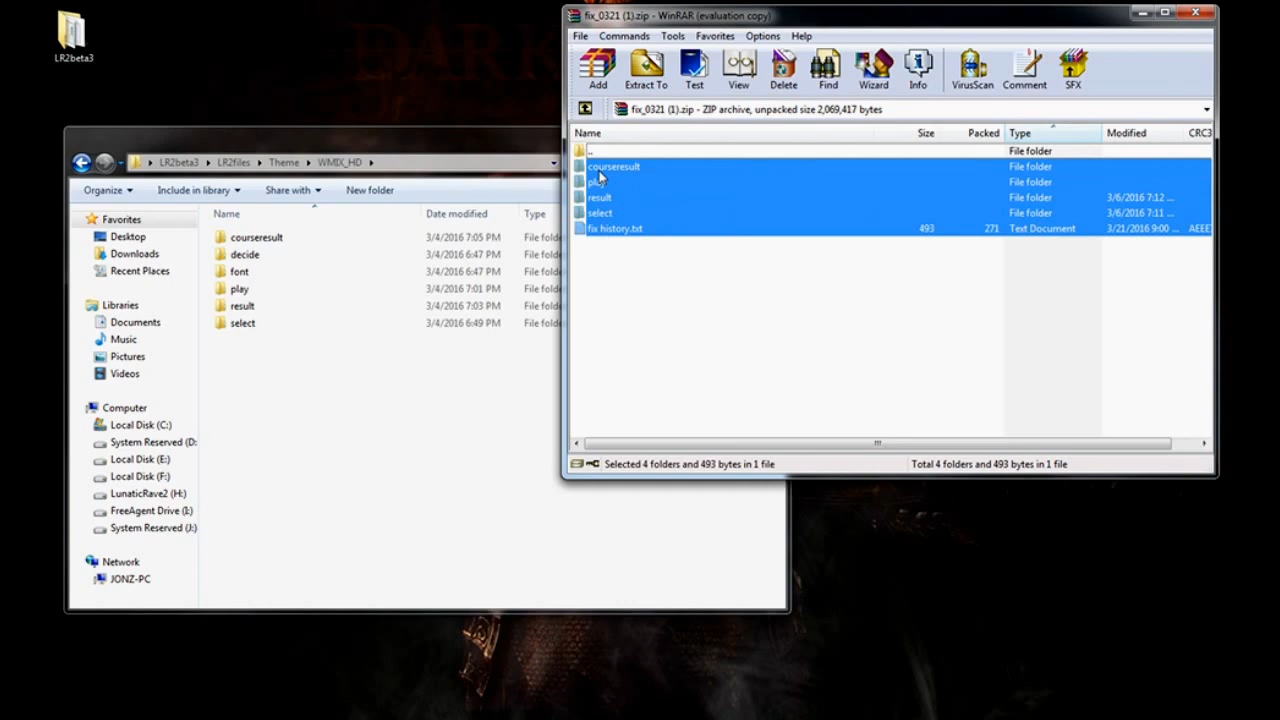 LR2beta3
DARK
fix_0321 (1).zip - WinRAR (evaluation copy)
File Commands Tools Favorites Options Help
Add Extract To Test View Delete Find Wizard Info VirusScan Comment SFX
fix_0321 (1).zip - ZIP archive, unpacked size 2,069,417 bytes
Name Size Packed Type Modified CRC3
.. File folder
courseresult File folder
play File folder
result File folder 3/6/2016 7:12 ...
select File folder 3/6/2016 7:11 ...
fix history.txt 493 271 Text Document 3/21/2016 9:00 ... AEEE
Selected 4 folders and 493 bytes in 1 file Total 4 folders and 493 bytes in 1 file
LR2beta3 LR2files Theme WMIX_HD
Organize Include in library Share with New folder
Name Date modified Type
courseresult 3/4/2016 7:05 PM File folde
decide 3/4/2016 6:47 PM File folde
font 3/4/2016 6:47 PM File folde
play 3/4/2016 7:01 PM File folde
result 3/4/2016 7:03 PM File folde
select 3/4/2016 6:49 PM File folde
Favorites
Desktop
Downloads
Recent Places
Libraries
Documents
Music
Pictures
Videos
Computer
Local Disk (C:)
System Reserved (D:
Local Disk (E:)
Local Disk (F:)
LunaticRave2 (H:)
FreeAgent Drive (I:)
System Reserved (J:)
Network
JONZ-PC